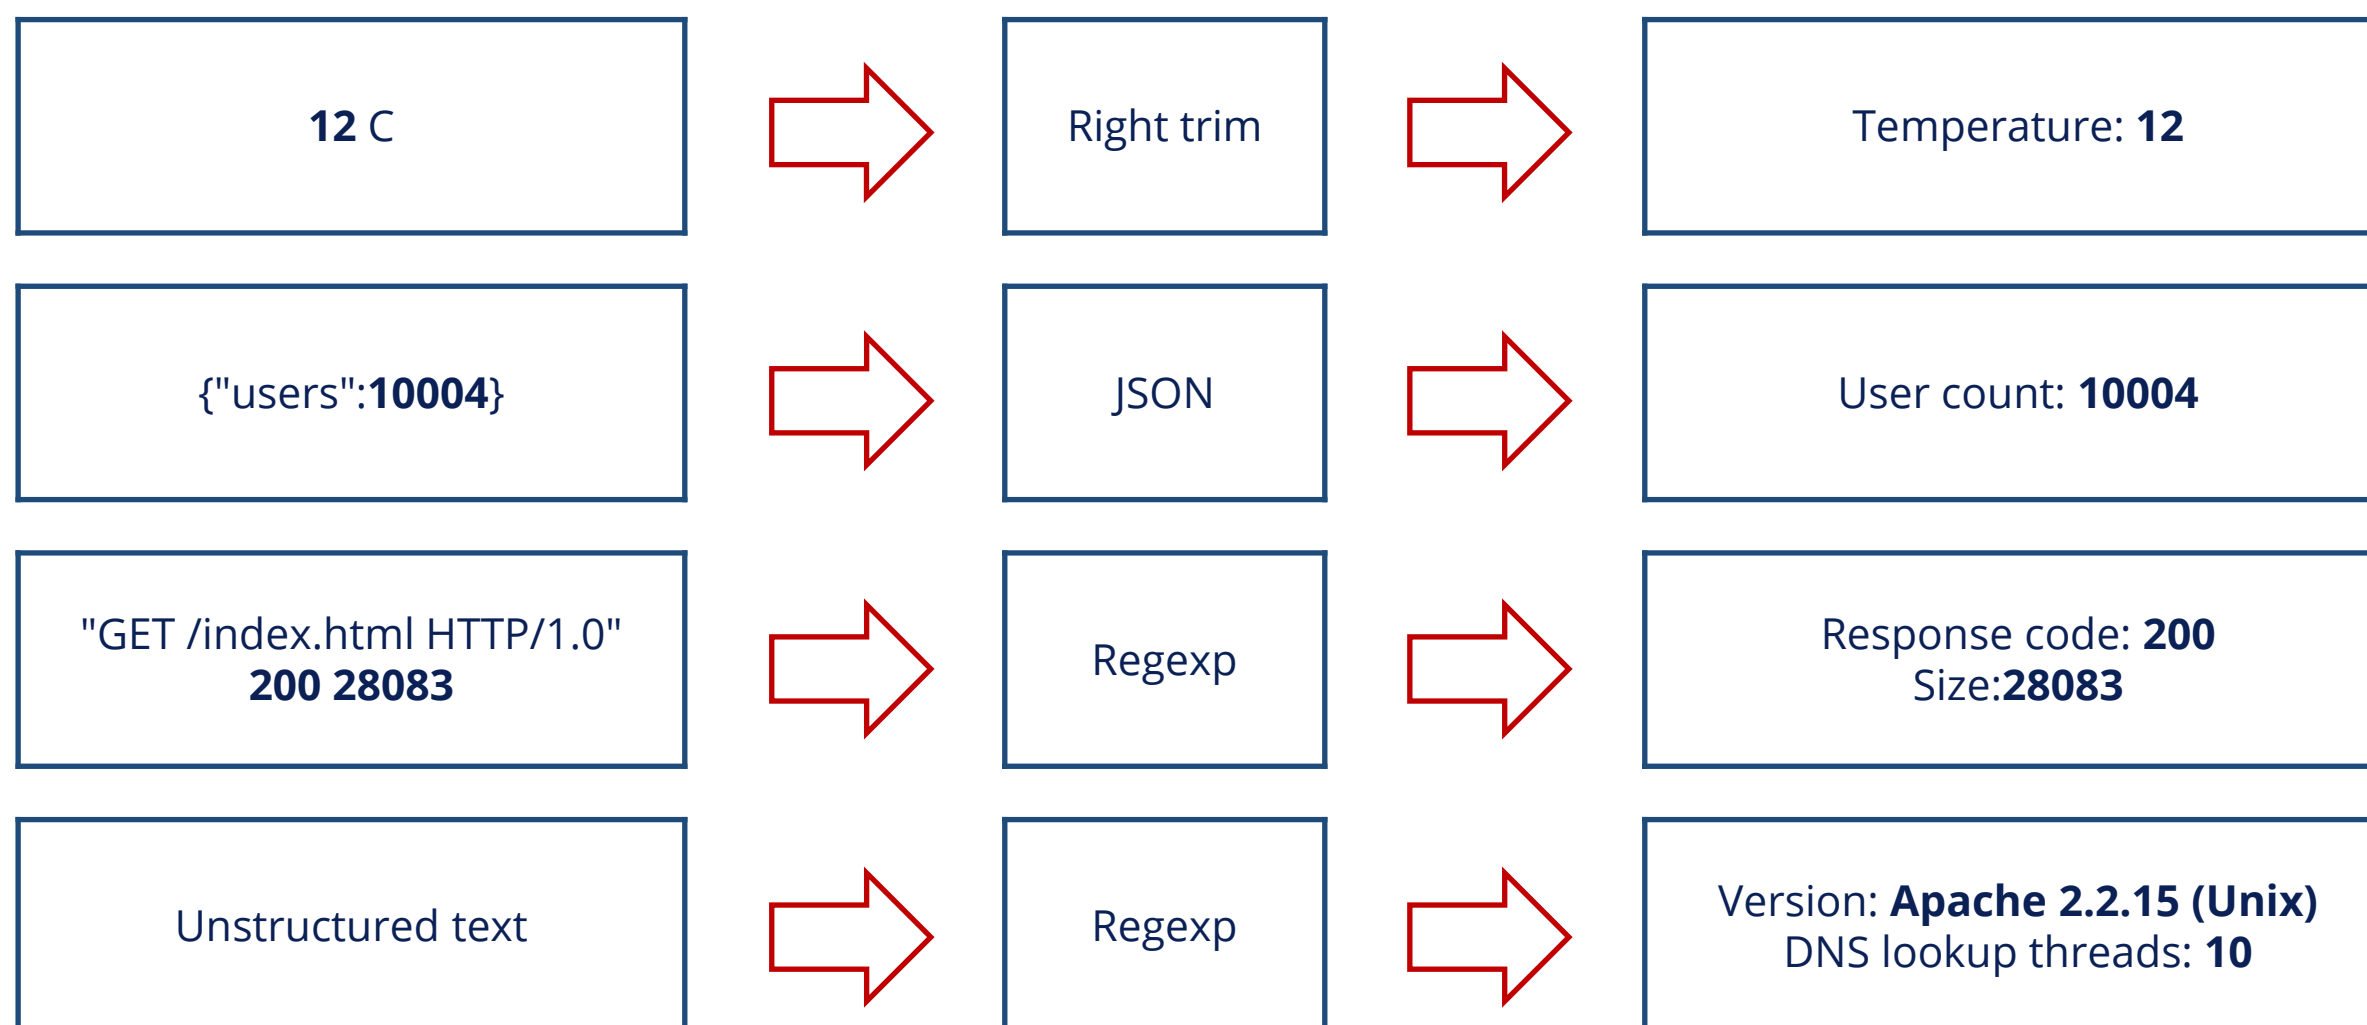 12 C
Right trim
Temperature: 12
{"users":10004}
JSON
User count: 10004
"GET /index.html HTTP/1.0"
200 28083
Regexp
Response code: 200
Size:28083
Unstructured text
Regexp
Version: Apache 2.2.15 (Unix)
DNS lookup threads: 10